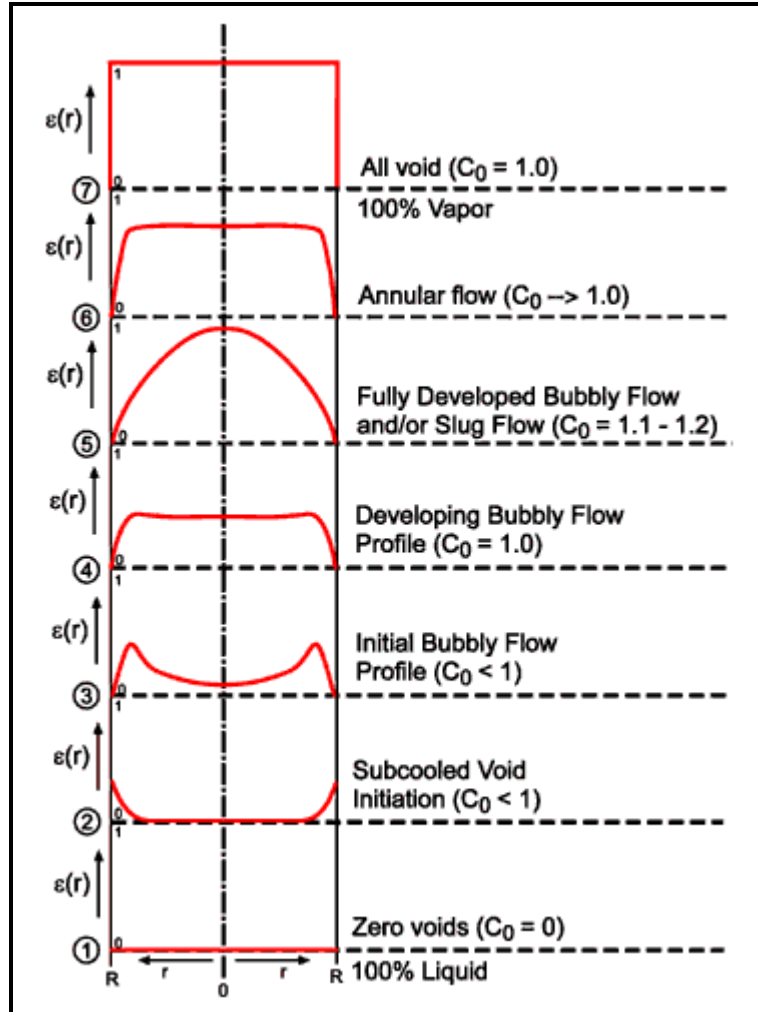 1
ε(r)
All void (C₀ = 1.0)
0
⑦
1
100% Vapor
ε(r)
Annular flow (C₀ --> 1.0)
0
⑥
1
ε(r)
Fully Developed Bubbly Flow
and/or Slug Flow (C₀ = 1.1 - 1.2)
0
⑤
1
ε(r)
Developing Bubbly Flow
Profile (C₀ = 1.0)
0
④
1
ε(r)
Initial Bubbly Flow
Profile (C₀ < 1)
0
③
1
ε(r)
Subcooled Void
Initiation (C₀ < 1)
0
②
1
ε(r)
Zero voids (C₀ = 0)
0
①
R r r R 100% Liquid
0